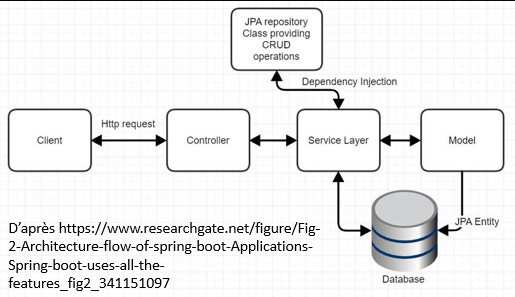 JPA repository
Class providing
CRUD
operations
Dependency Injection
Http request
Client
Controller
Service Layer
Model
JPA Entity
Database
D’après https://www.researchgate.net/figure/Fig-
2-Architecture-flow-of-spring-boot-Applications-
Spring-boot-uses-all-the-
features_fig2_341151097